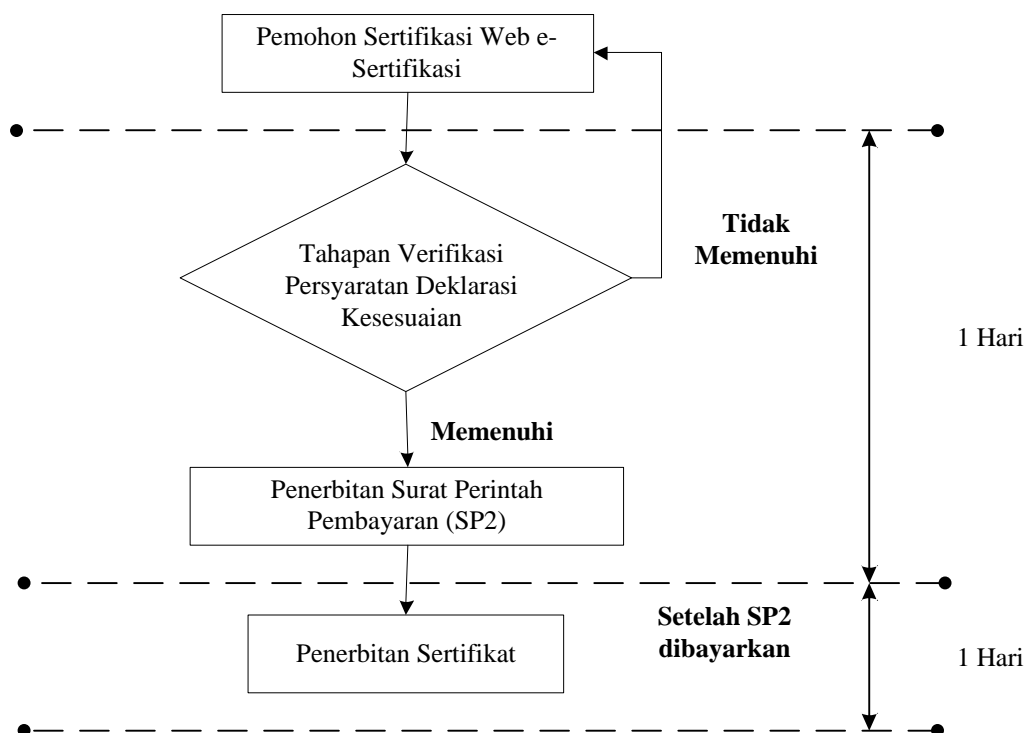 Pemohon Sertifikasi Web e-
Sertifikasi
Tahapan Verifikasi
Persyaratan Deklarasi
Kesesuaian
Tidak
Memenuhi
1 Hari
Memenuhi
Penerbitan Surat Perintah
Pembayaran (SP2)
Penerbitan Sertifikat
Setelah SP2
dibayarkan
1 Hari